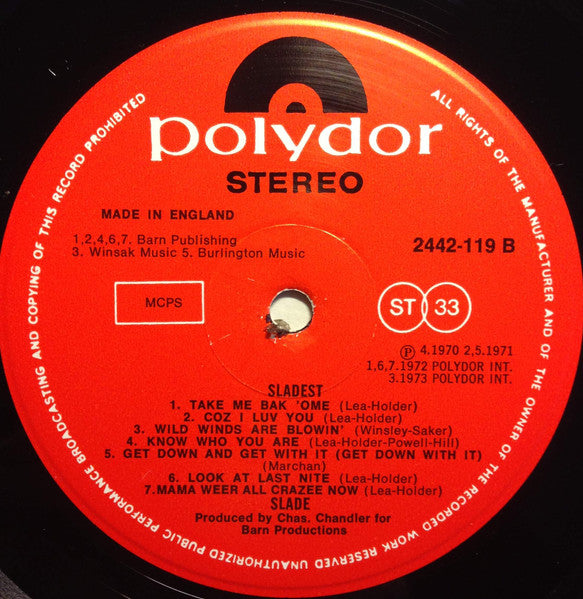 polydor
STEREO
MADE IN ENGLAND
1,2,4,6,7. Barn Publishing
3. Winsak Music 5. Burlington Music
2442-119 B
MCPS
ST 33
℗ 4.1970 2,5.1971
1,6,7.1972 POLYDOR INT.
3.1973 POLYDOR INT.
SLADEST
1. TAKE ME BAK 'OME (Lea-Holder)
2. COZ I LUV YOU (Lea-Holder)
3. WILD WINDS ARE BLOWIN' (Winsley-Saker)
4. KNOW WHO YOU ARE (Lea-Holder-Powell-Hill)
5. GET DOWN AND GET WITH IT (GET DOWN WITH IT)
(Marchan)
6. LOOK AT LAST NITE (Lea-Holder)
7.MAMA WEER ALL CRAZEE NOW (Lea-Holder)
SLADE
Produced by Chas. Chandler for
Barn Productions
ALL RIGHTS OF THE MANUFACTURER AND OF THE OWNER OF THE RECORDED WORK RESERVED UNAUTHORIZED PUBLIC PERFORMANCE BROADCASTING AND COPYING OF THIS RECORD PROHIBITED